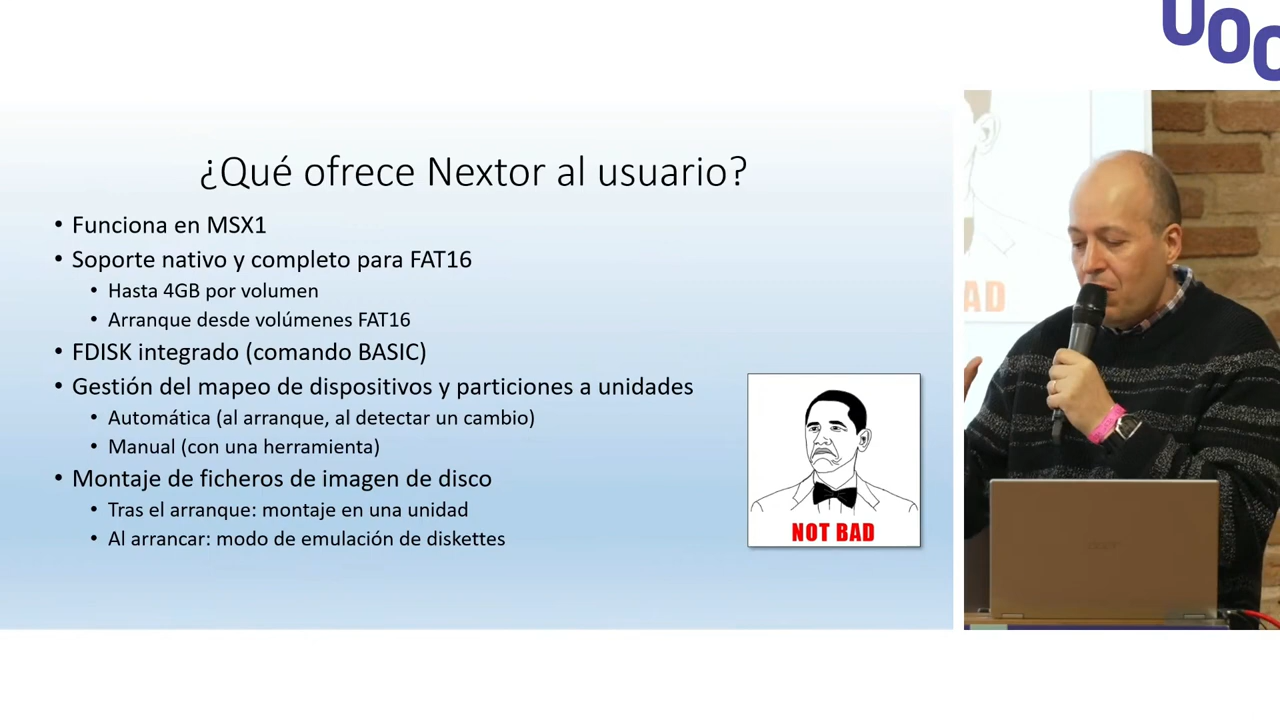 UOC
¿Qué ofrece Nextor al usuario?
• Funciona en MSX1
• Soporte nativo y completo para FAT16
• Hasta 4GB por volumen
• Arranque desde volúmenes FAT16
• FDISK integrado (comando BASIC)
• Gestión del mapeo de dispositivos y particiones a unidades
• Automática (al arranque, al detectar un cambio)
• Manual (con una herramienta)
• Montaje de ficheros de imagen de disco
• Tras el arranque: montaje en una unidad
• Al arrancar: modo de emulación de diskettes
NOT BAD
AD
acer